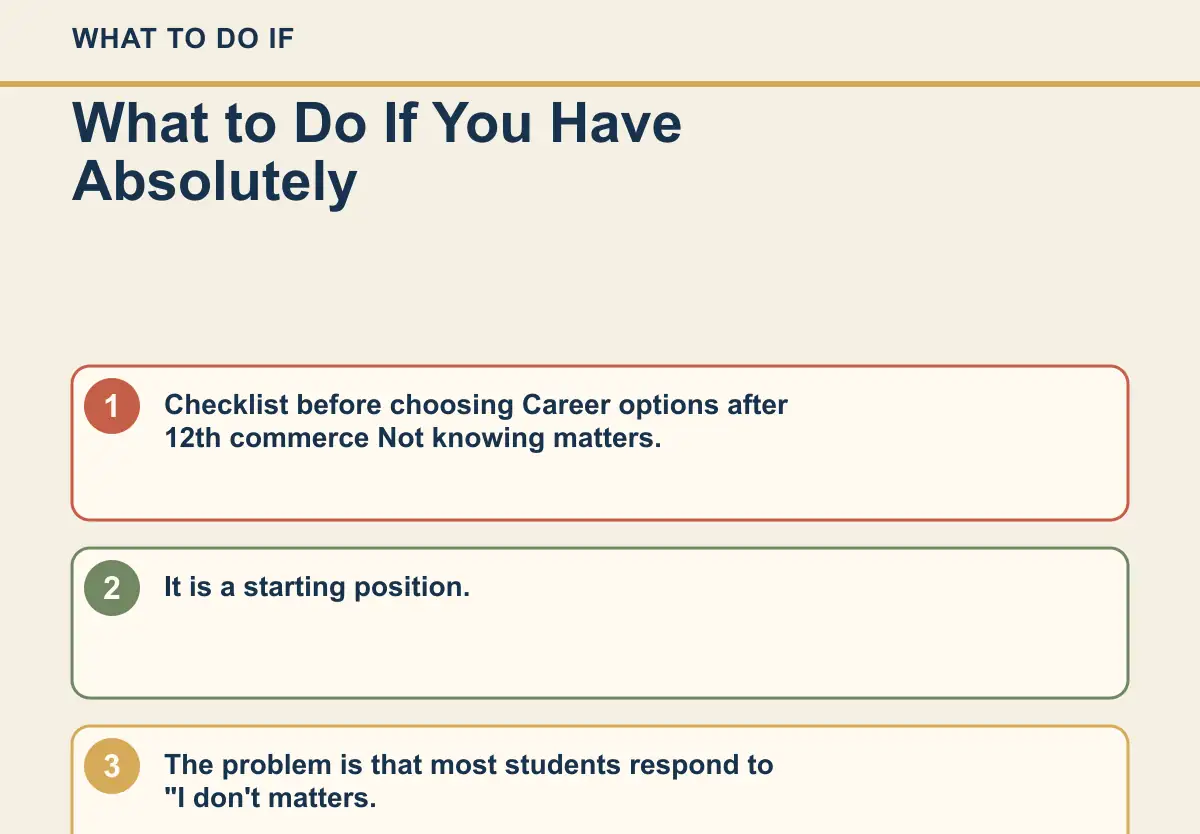 WHAT TO DO IF
What to Do If You Have
Absolutely
1
Checklist before choosing Career options after
12th commerce Not knowing matters.
2
It is a starting position.
3
The problem is that most students respond to
"I don't matters.